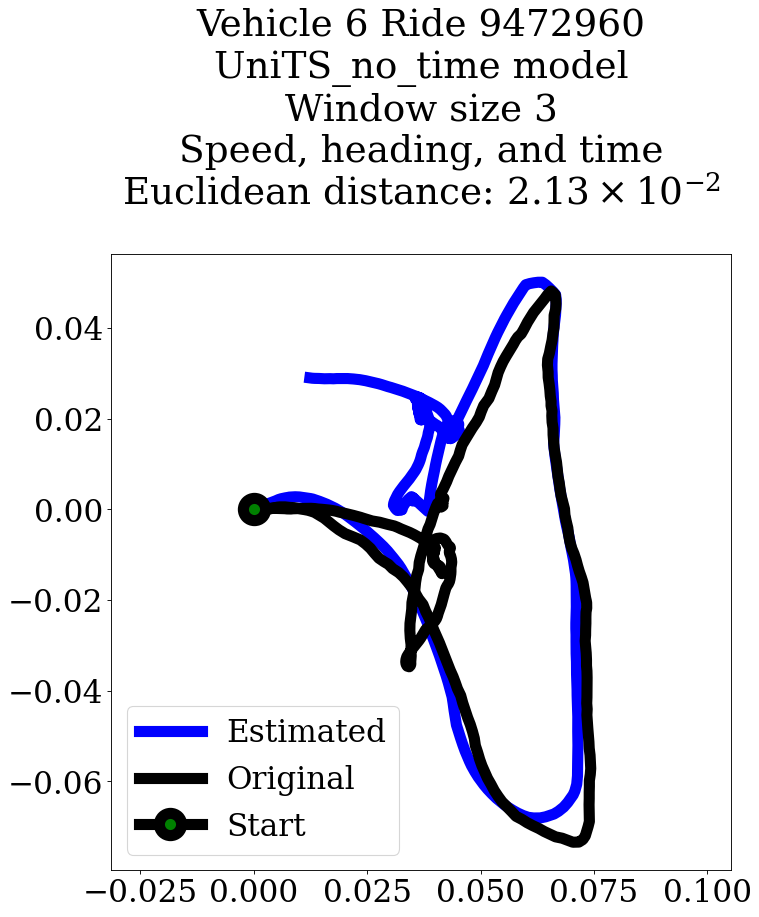 Vehicle 6 Ride 9472960
UniTS_no_time model
Window size 3
Speed, heading, and time
Euclidean distance: 2.13 × 10⁻²
0.04
0.02
0.00
−0.02
−0.04
−0.06
Estimated
Original
Start
−0.025 0.000 0.025 0.050 0.075 0.100